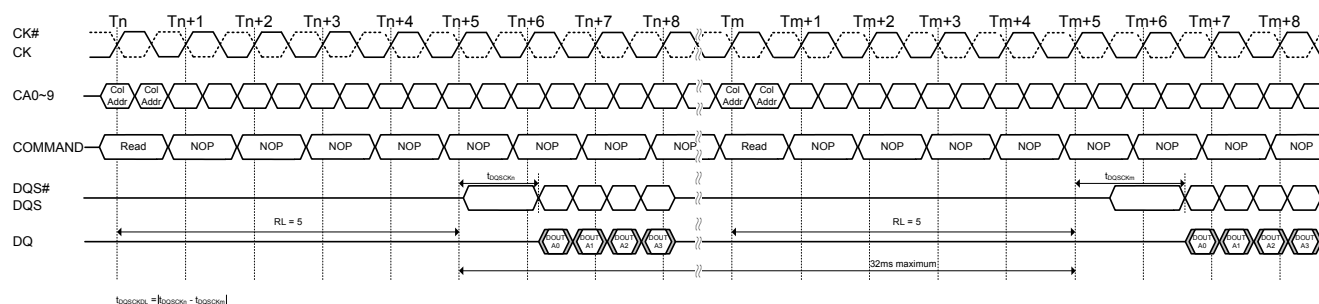 Tn Tn+1 Tn+2 Tn+3 Tn+4 Tn+5 Tn+6 Tn+7 Tn+8 Tm Tm+1 Tm+2 Tm+3 Tm+4 Tm+5 Tm+6 Tm+7 Tm+8
CK#
CK
CA0~9 Col Addr Col Addr Col Addr Col Addr
COMMAND Read NOP NOP NOP NOP NOP NOP NOP NOP Read NOP NOP NOP NOP NOP NOP NOP NOP
tDQSCKn tDQSCKm
DQS#
DQS
RL = 5 RL = 5
DQ DOUT A0 DOUT A1 DOUT A2 DOUT A3 DOUT A0 DOUT A1 DOUT A2 DOUT A3
32ms maximum
tDQSCKDL = |tDQSCKn - tDQSCKm|